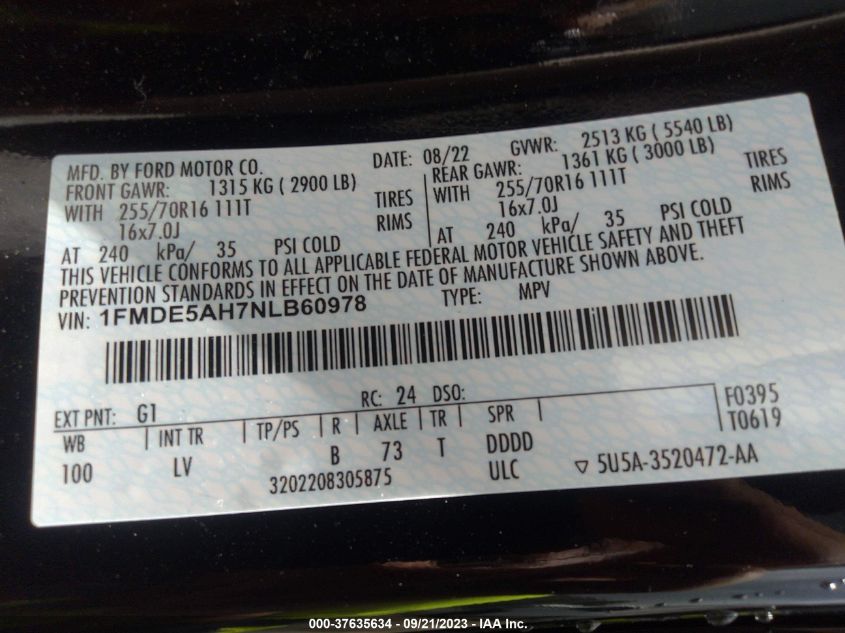 MFD. BY FORD MOTOR CO. DATE: 08/22 GVWR: 2513 KG ( 5540 LB)
FRONT GAWR: 1315 KG ( 2900 LB) REAR GAWR: 1361 KG ( 3000 LB)
WITH 255/70R16 111T TIRES WITH 255/70R16 111T TIRES
16x7.0J RIMS 16x7.0J RIMS
AT 240 kPa/ 35 PSI COLD AT 240 kPa/ 35 PSI COLD
THIS VEHICLE CONFORMS TO ALL APPLICABLE FEDERAL MOTOR VEHICLE SAFETY AND THEFT
PREVENTION STANDARDS IN EFFECT ON THE DATE OF MANUFACTURE SHOWN ABOVE.
VIN: 1FMDE5AH7NLB60978 TYPE: MPV
EXT PNT: G1 RC: 24 DSO: F0395
WB INT TR TP/PS R AXLE TR SPR T0619
100 LV B 73 T DDDD
3202208305875 ULC ▽ 5U5A-3520472-AA
000-37635634 - 09/21/2023 - IAA Inc.